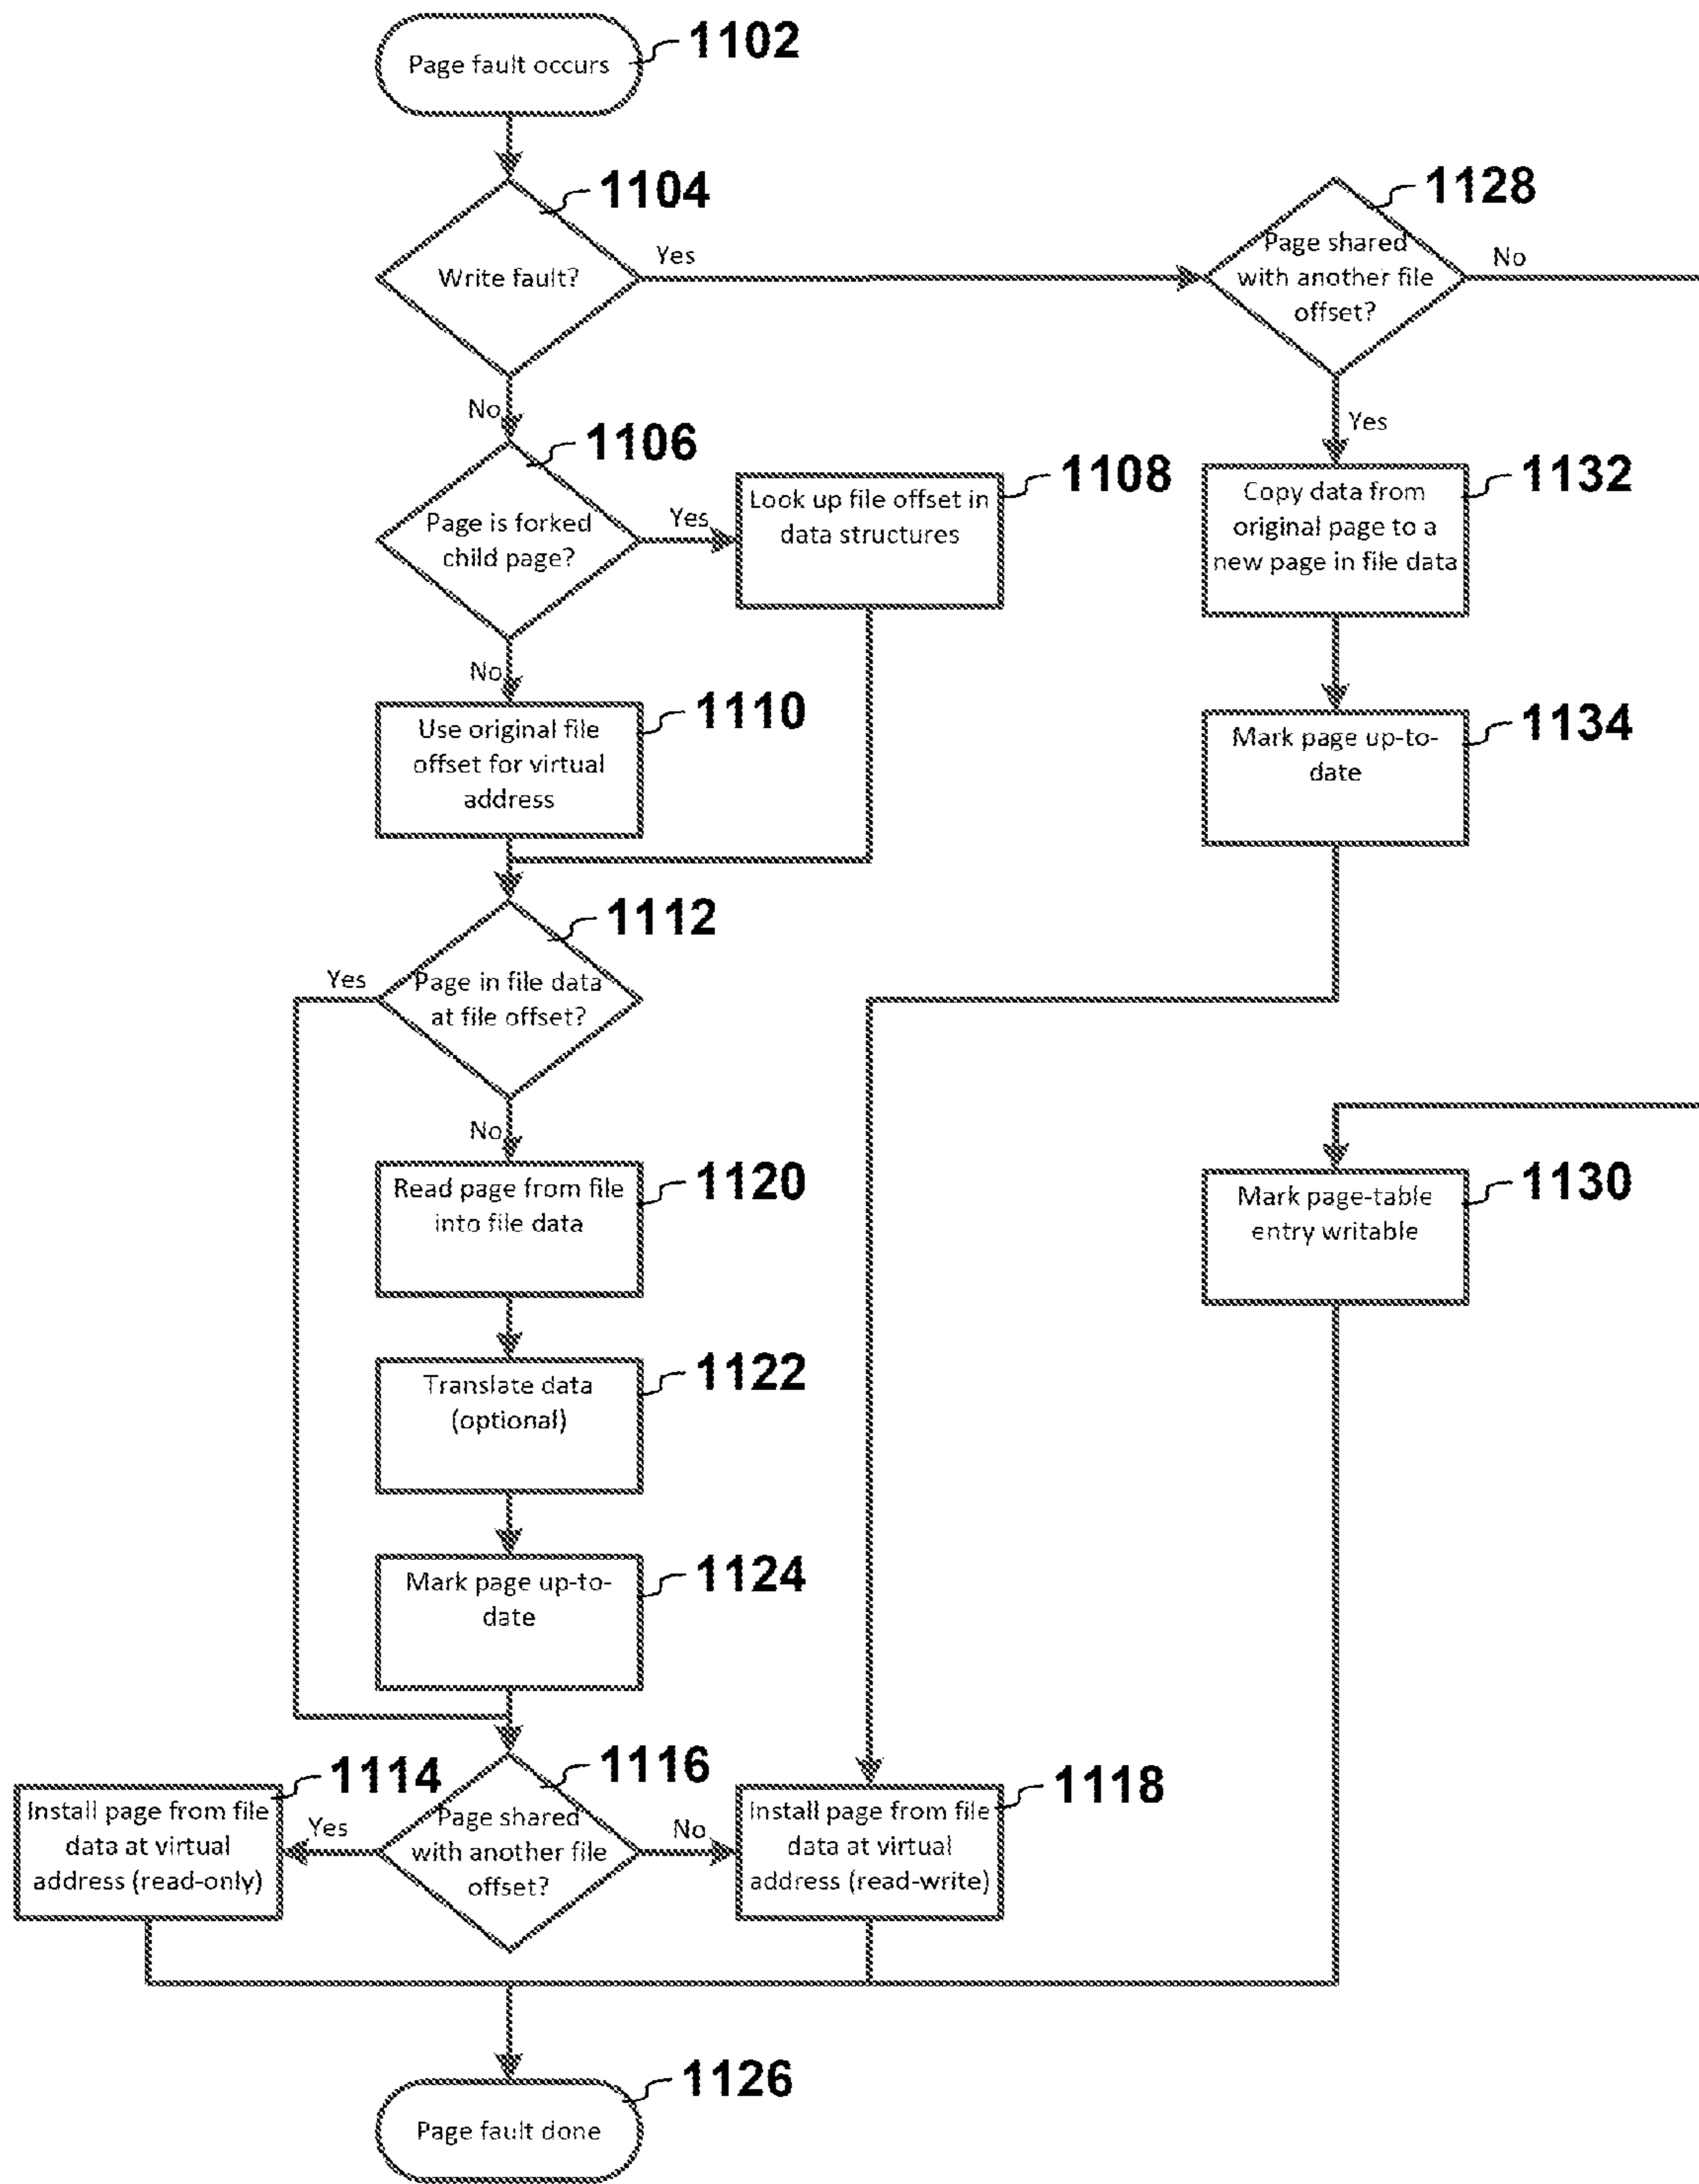 Page fault occurs
1102
1104
Write fault?
Yes
1128
Page shared
with another file
offset?
No
No
1106
Page is forked
child page?
Yes
1108
Look up file offset in
data structures
Yes
1132
Copy data from
original page to a
new page in file data
No
1110
Use original file
offset for virtual
address
1134
Mark page up-to-
date
1112
Yes
Page in file data
at file offset?
No
1120
Read page from file
into file data
1130
Mark page-table
entry writable
1122
Translate data
(optional)
1124
Mark page up-to-
date
1114
Install page from file
data at virtual
address (read-only)
Yes
1116
Page shared
with another file
offset?
No
1118
Install page from file
data at virtual
address (read-write)
1126
Page fault done